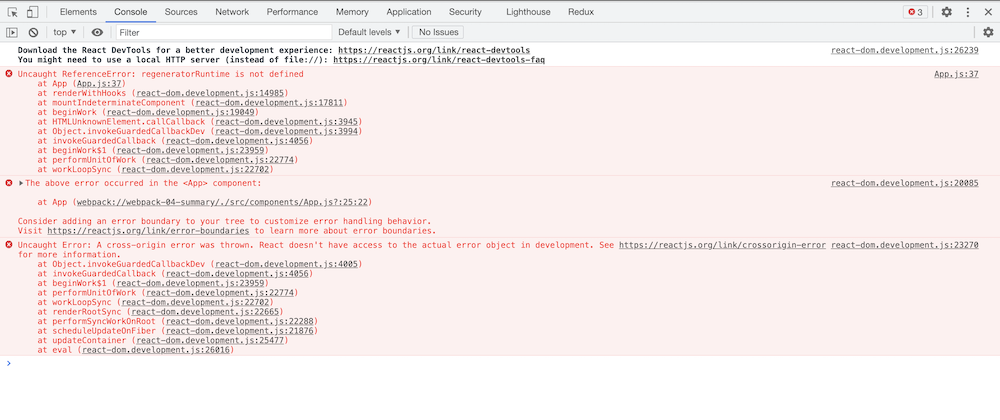 Elements Console Sources Network Performance Memory Application Security Lighthouse Redux 3
top ▼ Filter Default levels ▼ No Issues
Download the React DevTools for a better development experience: https://reactjs.org/link/react-devtools react-dom.development.js:26239
You might need to use a local HTTP server (instead of file://): https://reactjs.org/link/react-devtools-faq
Uncaught ReferenceError: regeneratorRuntime is not defined App.js:37
at App (App.js:37)
at renderWithHooks (react-dom.development.js:14985)
at mountIndeterminateComponent (react-dom.development.js:17811)
at beginWork (react-dom.development.js:19049)
at HTMLUnknownElement.callCallback (react-dom.development.js:3945)
at Object.invokeGuardedCallbackDev (react-dom.development.js:3994)
at invokeGuardedCallback (react-dom.development.js:4056)
at beginWork$1 (react-dom.development.js:23959)
at performUnitOfWork (react-dom.development.js:22774)
at workLoopSync (react-dom.development.js:22702)
▶The above error occurred in the <App> component: react-dom.development.js:20085
at App (webpack://webpack-04-summary/./src/components/App.js?:25:22)
Consider adding an error boundary to your tree to customize error handling behavior.
Visit https://reactjs.org/link/error-boundaries to learn more about error boundaries.
Uncaught Error: A cross-origin error was thrown. React doesn't have access to the actual error object in development. See https://reactjs.org/link/crossorigin-error react-dom.development.js:23270
for more information.
at Object.invokeGuardedCallbackDev (react-dom.development.js:4005)
at invokeGuardedCallback (react-dom.development.js:4056)
at beginWork$1 (react-dom.development.js:23959)
at performUnitOfWork (react-dom.development.js:22774)
at workLoopSync (react-dom.development.js:22702)
at renderRootSync (react-dom.development.js:22665)
at performSyncWorkOnRoot (react-dom.development.js:22288)
at scheduleUpdateOnFiber (react-dom.development.js:21876)
at updateContainer (react-dom.development.js:25477)
at eval (react-dom.development.js:26016)